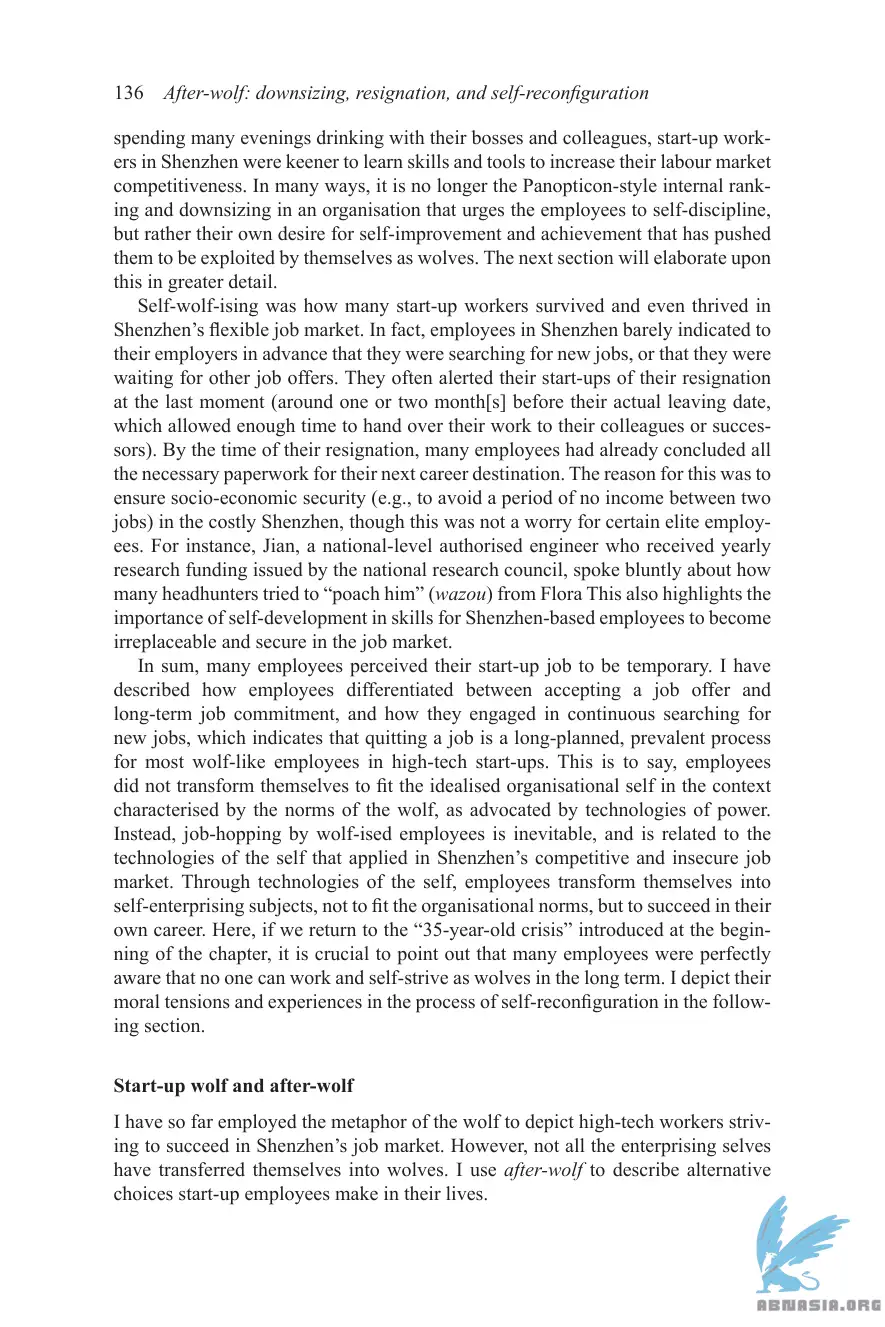 136 After-wolf: downsizing, resignation, and self-reconfiguration
spending many evenings drinking with their bosses and colleagues, start-up work-
ers in Shenzhen were keener to learn skills and tools to increase their labour market
competitiveness. In many ways, it is no longer the Panopticon-style internal rank-
ing and downsizing in an organisation that urges the employees to self-discipline,
but rather their own desire for self-improvement and achievement that has pushed
them to be exploited by themselves as wolves. The next section will elaborate upon
this in greater detail.
Self-wolf-ising was how many start-up workers survived and even thrived in
Shenzhen’s flexible job market. In fact, employees in Shenzhen barely indicated to
their employers in advance that they were searching for new jobs, or that they were
waiting for other job offers. They often alerted their start-ups of their resignation
at the last moment (around one or two month[s] before their actual leaving date,
which allowed enough time to hand over their work to their colleagues or succes-
sors). By the time of their resignation, many employees had already concluded all
the necessary paperwork for their next career destination. The reason for this was to
ensure socio-economic security (e.g., to avoid a period of no income between two
jobs) in the costly Shenzhen, though this was not a worry for certain elite employ-
ees. For instance, Jian, a national-level authorised engineer who received yearly
research funding issued by the national research council, spoke bluntly about how
many headhunters tried to “poach him” (wazou) from Flora This also highlights the
importance of self-development in skills for Shenzhen-based employees to become
irreplaceable and secure in the job market.
In sum, many employees perceived their start-up job to be temporary. I have
described how employees differentiated between accepting a job offer and
long-term job commitment, and how they engaged in continuous searching for
new jobs, which indicates that quitting a job is a long-planned, prevalent process
for most wolf-like employees in high-tech start-ups. This is to say, employees
did not transform themselves to fit the idealised organisational self in the context
characterised by the norms of the wolf, as advocated by technologies of power.
Instead, job-hopping by wolf-ised employees is inevitable, and is related to the
technologies of the self that applied in Shenzhen’s competitive and insecure job
market. Through technologies of the self, employees transform themselves into
self-enterprising subjects, not to fit the organisational norms, but to succeed in their
own career. Here, if we return to the “35-year-old crisis” introduced at the begin-
ning of the chapter, it is crucial to point out that many employees were perfectly
aware that no one can work and self-strive as wolves in the long term. I depict their
moral tensions and experiences in the process of self-reconfiguration in the follow-
ing section.
Start-up wolf and after-wolf
I have so far employed the metaphor of the wolf to depict high-tech workers striv-
ing to succeed in Shenzhen’s job market. However, not all the enterprising selves
have transferred themselves into wolves. I use after-wolf to describe alternative
choices start-up employees make in their lives.
ABNASIA.ORG